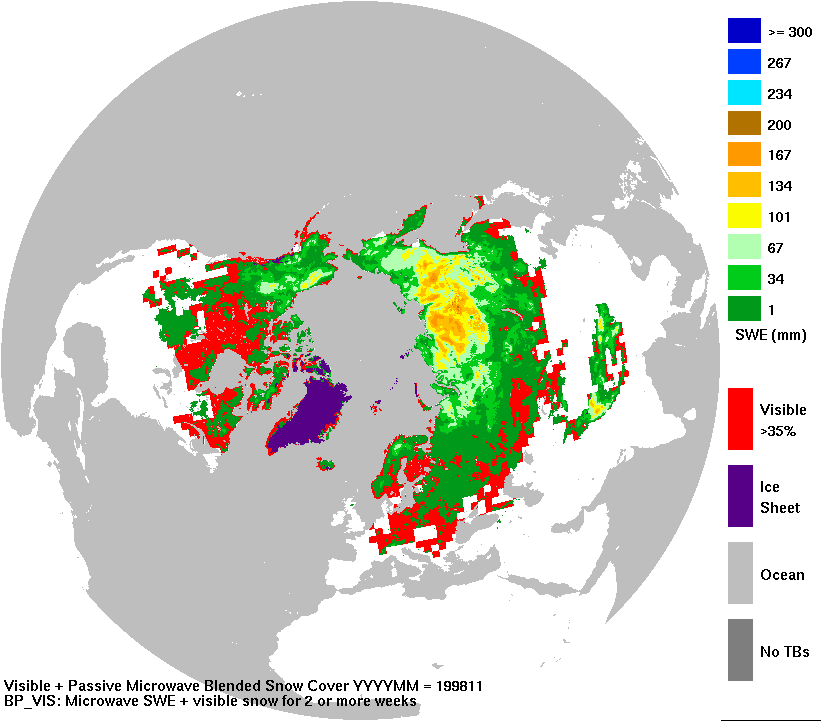 >= 300
267
234
200
167
134
101
67
34
1
SWE (mm)
Visible
>35%
Ice
Sheet
Ocean
No TBs
Visible + Passive Microwave Blended Snow Cover YYYYMM = 199811
BP_VIS: Microwave SWE + visible snow for 2 or more weeks